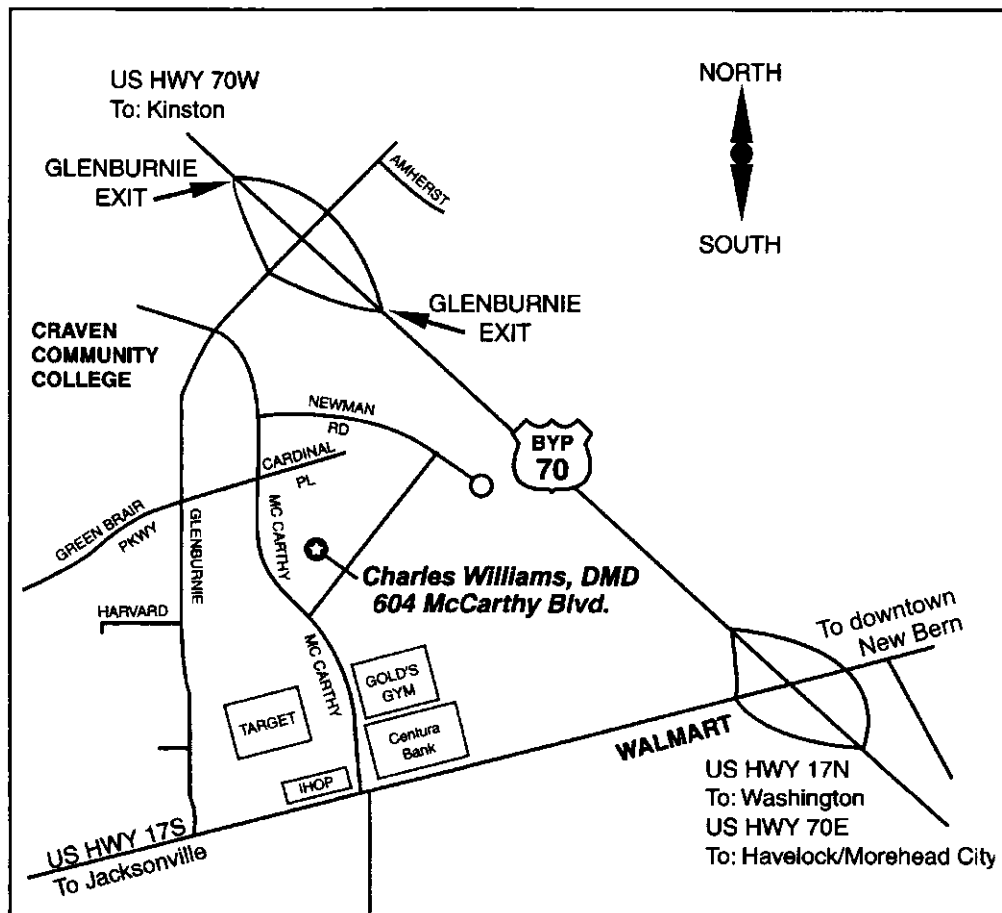 US HWY 70W
To: Kinston
NORTH
SOUTH
GLENBURNIE
EXIT
AMHERST
GLENBURNIE
EXIT
CRAVEN
COMMUNITY
COLLEGE
NEWMAN
RD
BYP
70
CARDINAL
PL
GREEN BRAIR
PKWY
GLENBURNIE
MC CARTHY
Charles Williams, DMD
604 McCarthy Blvd.
HARVARD
MC CARTHY
To downtown
New Bern
GOLD'S
GYM
TARGET
Centura
Bank
WALMART
IHOP
US HWY 17N
To: Washington
US HWY 70E
To: Havelock/Morehead City
US HWY 17S
To Jacksonville